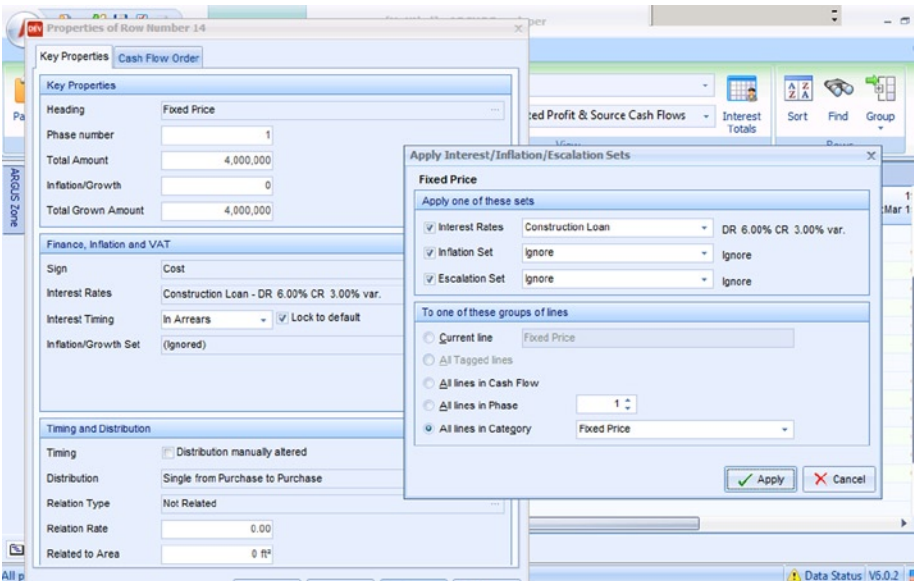 DEV Properties of Row Number 14
Key Properties Cash Flow Order
Key Properties
Heading Fixed Price
Phase number 1
Total Amount 4,000,000
Inflation/Growth 0
Total Grown Amount 4,000,000
Finance, Inflation and VAT
Sign Cost
Interest Rates Construction Loan - DR 6.00% CR 3.00% var.
Interest Timing In Arrears Lock to default
Inflation/Growth Set (Ignored)
Timing and Distribution
Timing Distribution manually altered
Distribution Single from Purchase to Purchase
Relation Type Not Related
Relation Rate 0.00
Related to Area 0 ft²
ted Profit & Source Cash Flows
Interest
Totals
Sort Find Group
ARGUS Zone
:Mar 1
Apply Interest/Inflation/Escalation Sets
Fixed Price
Apply one of these sets
Interest Rates Construction Loan DR 6.00% CR 3.00% var.
Inflation Set Ignore Ignore
Escalation Set Ignore Ignore
To one of these groups of lines
Current line Fixed Price
All Tagged lines
All lines in Cash Flow
All lines in Phase 1
All lines in Category Fixed Price
Apply Cancel
All p
Data Status V6.0.2